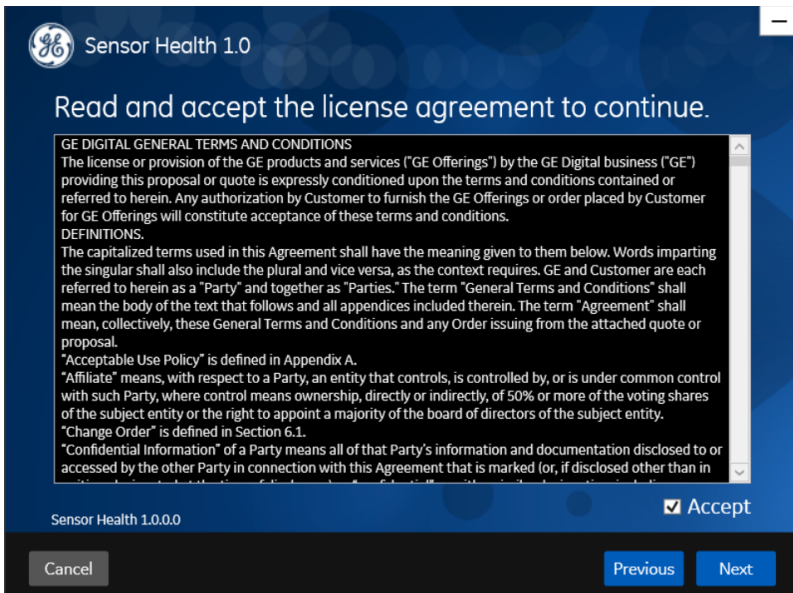 Sensor Health 1.0
Read and accept the license agreement to continue.
GE DIGITAL GENERAL TERMS AND CONDITIONS
The license or provision of the GE products and services ("GE Offerings") by the GE Digital business ("GE")
providing this proposal or quote is expressly conditioned upon the terms and conditions contained or
referred to herein. Any authorization by Customer to furnish the GE Offerings or order placed by Customer
for GE Offerings will constitute acceptance of these terms and conditions.
DEFINITIONS.
The capitalized terms used in this Agreement shall have the meaning given to them below. Words imparting
the singular shall also include the plural and vice versa, as the context requires. GE and Customer are each
referred to herein as a "Party" and together as "Parties." The term "General Terms and Conditions" shall
mean the body of the text that follows and all appendices included therein. The term "Agreement" shall
mean, collectively, these General Terms and Conditions and any Order issuing from the attached quote or
proposal.
“Acceptable Use Policy” is defined in Appendix A.
“Affiliate” means, with respect to a Party, an entity that controls, is controlled by, or is under common control
with such Party, where control means ownership, directly or indirectly, of 50% or more of the voting shares
of the subject entity or the right to appoint a majority of the board of directors of the subject entity.
“Change Order” is defined in Section 6.1.
“Confidential Information” of a Party means all of that Party’s information and documentation disclosed to or
accessed by the other Party in connection with this Agreement that is marked (or, if disclosed other than in
Accept
Sensor Health 1.0.0.0
Cancel
Previous
Next